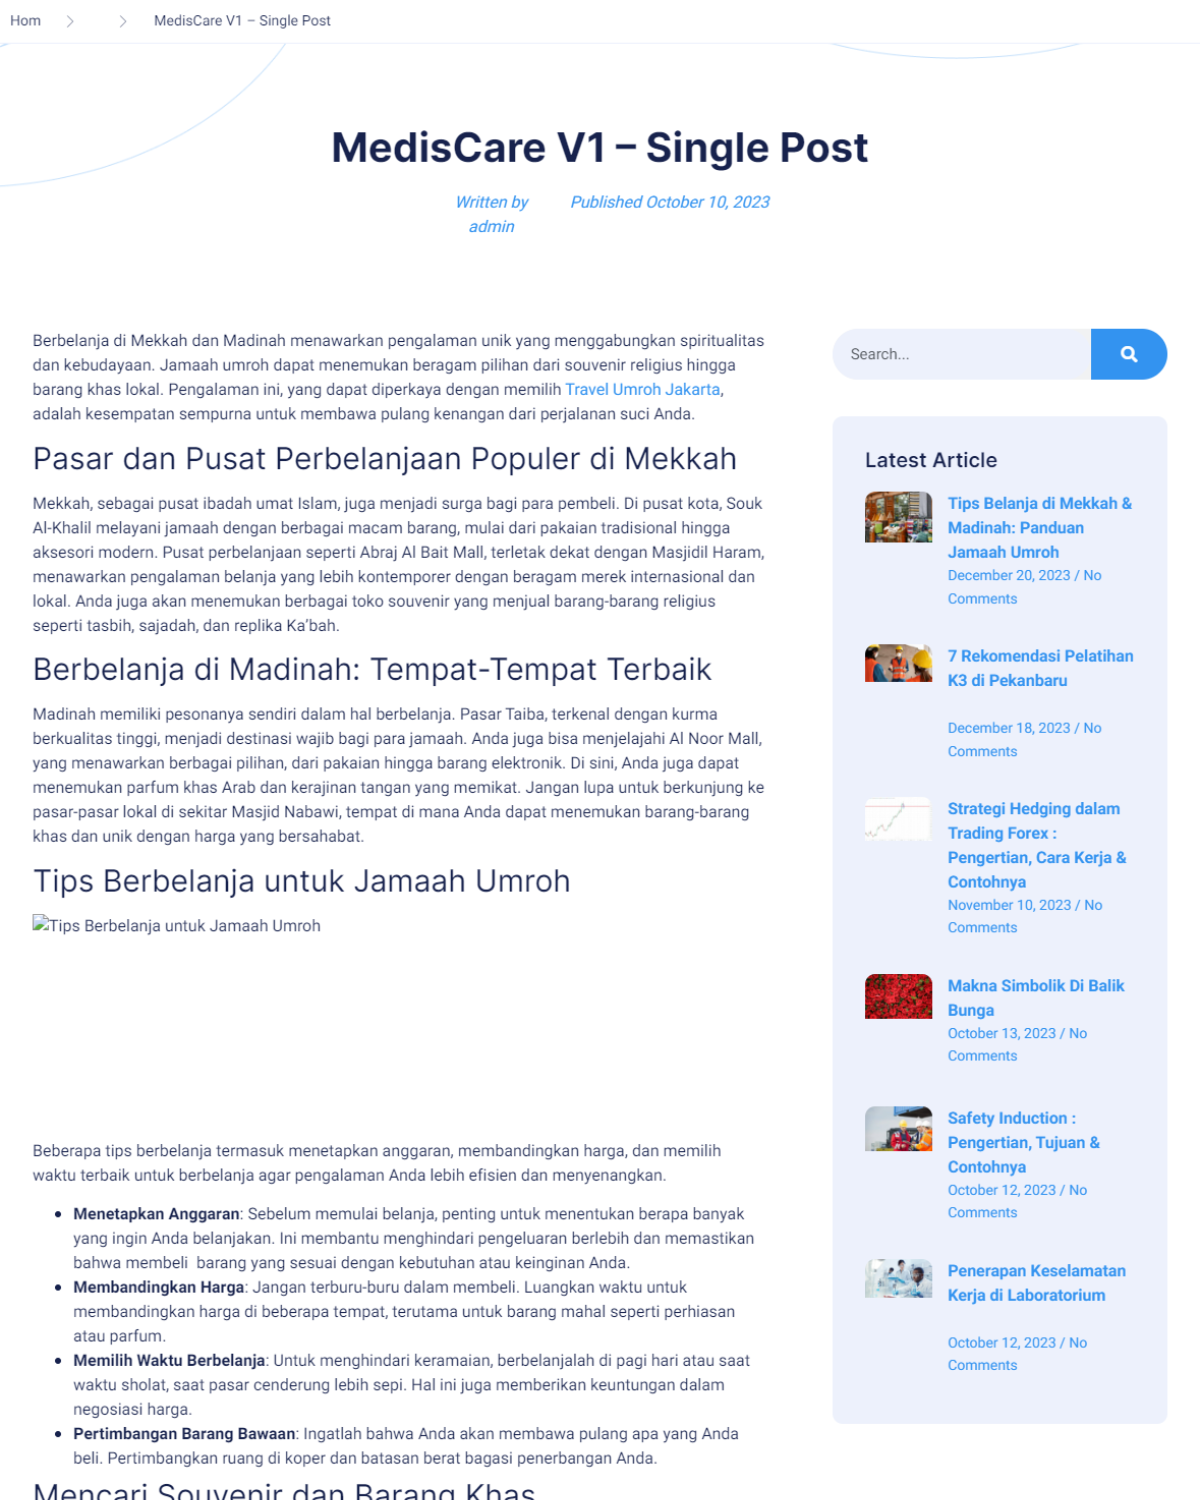 Hom
MedisCare V1 – Single Post
MedisCare V1 – Single Post
Written by
admin
Published October 10, 2023
Berbelanja di Mekkah dan Madinah menawarkan pengalaman unik yang menggabungkan spiritualitas
dan kebudayaan. Jamaah umroh dapat menemukan beragam pilihan dari souvenir religius hingga
barang khas lokal. Pengalaman ini, yang dapat diperkaya dengan memilih Travel Umroh Jakarta,
adalah kesempatan sempurna untuk membawa pulang kenangan dari perjalanan suci Anda.
Pasar dan Pusat Perbelanjaan Populer di Mekkah
Mekkah, sebagai pusat ibadah umat Islam, juga menjadi surga bagi para pembeli. Di pusat kota, Souk
Al-Khalil melayani jamaah dengan berbagai macam barang, mulai dari pakaian tradisional hingga
aksesori modern. Pusat perbelanjaan seperti Abraj Al Bait Mall, terletak dekat dengan Masjidil Haram,
menawarkan pengalaman belanja yang lebih kontemporer dengan beragam merek internasional dan
lokal. Anda juga akan menemukan berbagai toko souvenir yang menjual barang-barang religius
seperti tasbih, sajadah, dan replika Ka’bah.
Berbelanja di Madinah: Tempat-Tempat Terbaik
Madinah memiliki pesonanya sendiri dalam hal berbelanja. Pasar Taiba, terkenal dengan kurma
berkualitas tinggi, menjadi destinasi wajib bagi para jamaah. Anda juga bisa menjelajahi Al Noor Mall,
yang menawarkan berbagai pilihan, dari pakaian hingga barang elektronik. Di sini, Anda juga dapat
menemukan parfum khas Arab dan kerajinan tangan yang memikat. Jangan lupa untuk berkunjung ke
pasar-pasar lokal di sekitar Masjid Nabawi, tempat di mana Anda dapat menemukan barang-barang
khas dan unik dengan harga yang bersahabat.
Tips Berbelanja untuk Jamaah Umroh
Tips Berbelanja untuk Jamaah Umroh
Beberapa tips berbelanja termasuk menetapkan anggaran, membandingkan harga, dan memilih
waktu terbaik untuk berbelanja agar pengalaman Anda lebih efisien dan menyenangkan.
Menetapkan Anggaran: Sebelum memulai belanja, penting untuk menentukan berapa banyak
yang ingin Anda belanjakan. Ini membantu menghindari pengeluaran berlebih dan memastikan
bahwa membeli  barang yang sesuai dengan kebutuhan atau keinginan Anda.
Membandingkan Harga: Jangan terburu-buru dalam membeli. Luangkan waktu untuk
membandingkan harga di beberapa tempat, terutama untuk barang mahal seperti perhiasan
atau parfum.
Memilih Waktu Berbelanja: Untuk menghindari keramaian, berbelanjalah di pagi hari atau saat
waktu sholat, saat pasar cenderung lebih sepi. Hal ini juga memberikan keuntungan dalam
negosiasi harga.
Pertimbangan Barang Bawaan: Ingatlah bahwa Anda akan membawa pulang apa yang Anda
beli. Pertimbangkan ruang di koper dan batasan berat bagasi penerbangan Anda.
Mencari Souvenir dan Barang Khas
Search...
Latest Article
Tips Belanja di Mekkah &
Madinah: Panduan
Jamaah Umroh
December 20, 2023 / No
Comments
7 Rekomendasi Pelatihan
K3 di Pekanbaru
December 18, 2023 / No
Comments
Strategi Hedging dalam
Trading Forex :
Pengertian, Cara Kerja &
Contohnya
November 10, 2023 / No
Comments
Makna Simbolik Di Balik
Bunga
October 13, 2023 / No
Comments
Safety Induction :
Pengertian, Tujuan &
Contohnya
October 12, 2023 / No
Comments
Penerapan Keselamatan
Kerja di Laboratorium
October 12, 2023 / No
Comments